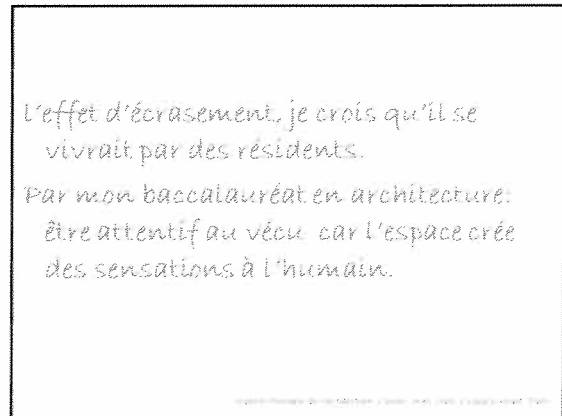 L'effet d'écrasement, je crois qu'il se
vivrait par des résidents.
Par mon baccalauréat en architecture:
être attentif au vécu car l'espace crée
des sensations à l'humain.